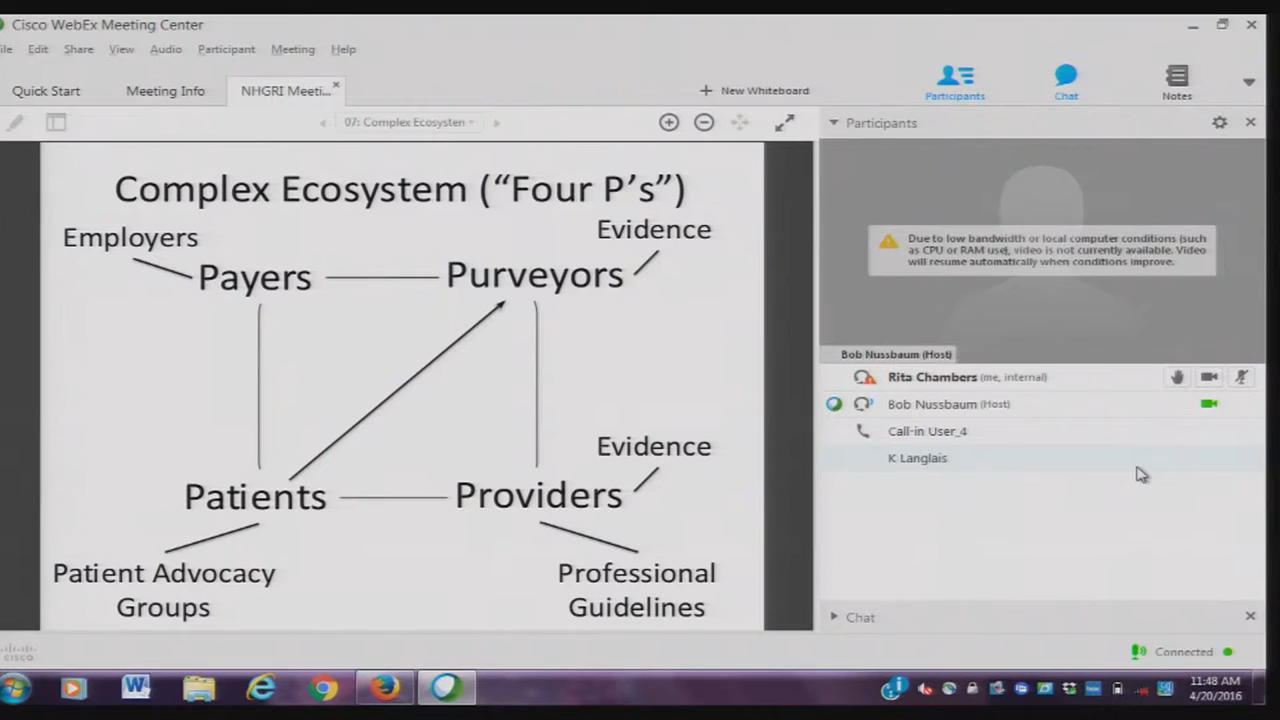 Cisco WebEx Meeting Center
ile Edit Share View Audio Participant Meeting Help
Quick Start Meeting Info NHGRI Meeti... New Whiteboard
Participants Chat Notes
07: Complex Ecosysten
Participants
Complex Ecosystem (“Four P’s”)
Employers
Evidence
Payers
Purveyors
Evidence
Patients
Providers
Patient Advocacy
Groups
Professional
Guidelines
Due to low bandwidth or local computer conditions (such
as CPU or RAM use), video is not currently available. Video
will resume automatically when conditions improve.
Bob Nussbaum (Host)
Rita Chambers (me, internal)
Bob Nussbaum (Host)
Call-in User_4
K Langlais
Chat
cisco
Connected
11:48 AM
4/20/2016